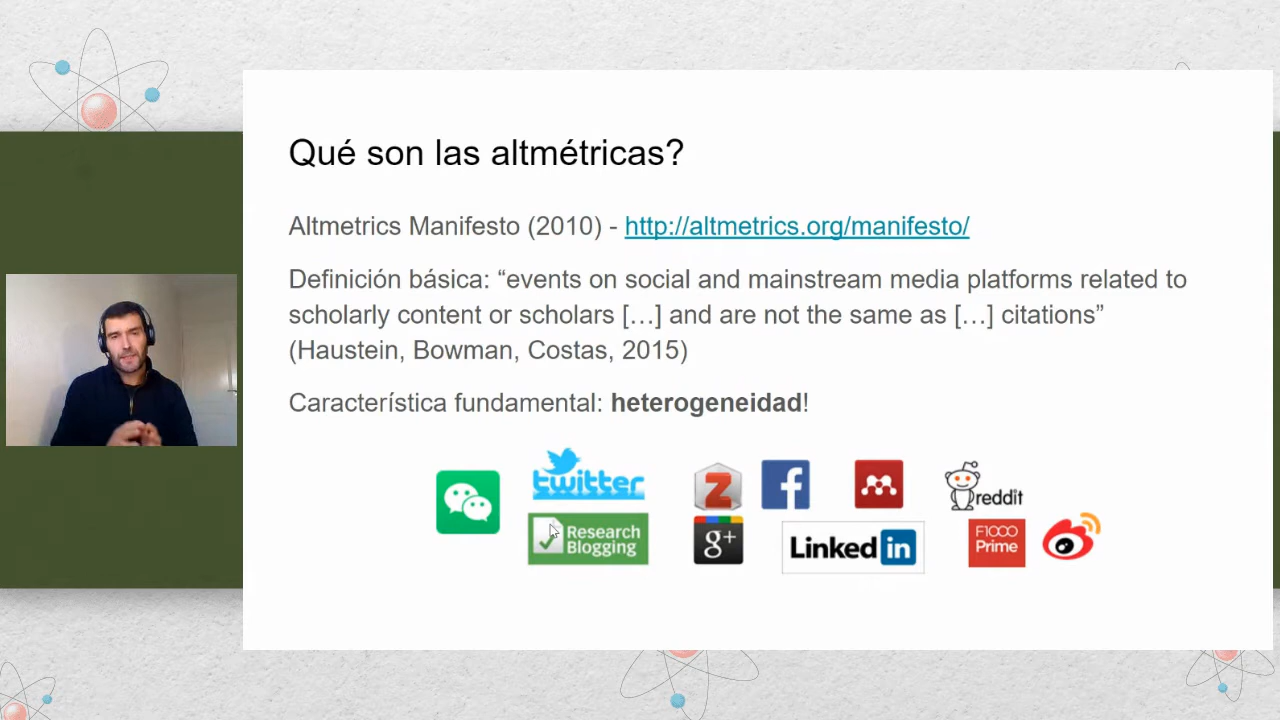 Qué son las altmétricas?
Altmetrics Manifesto (2010) - http://altmetrics.org/manifesto/
Definición básica: “events on social and mainstream media platforms related to
scholarly content or scholars […] and are not the same as […] citations”
(Haustein, Bowman, Costas, 2015)
Característica fundamental: heterogeneidad!
twitter
Z
f
reddit
Research
Blogging
g+
Linked in
F1000
Prime